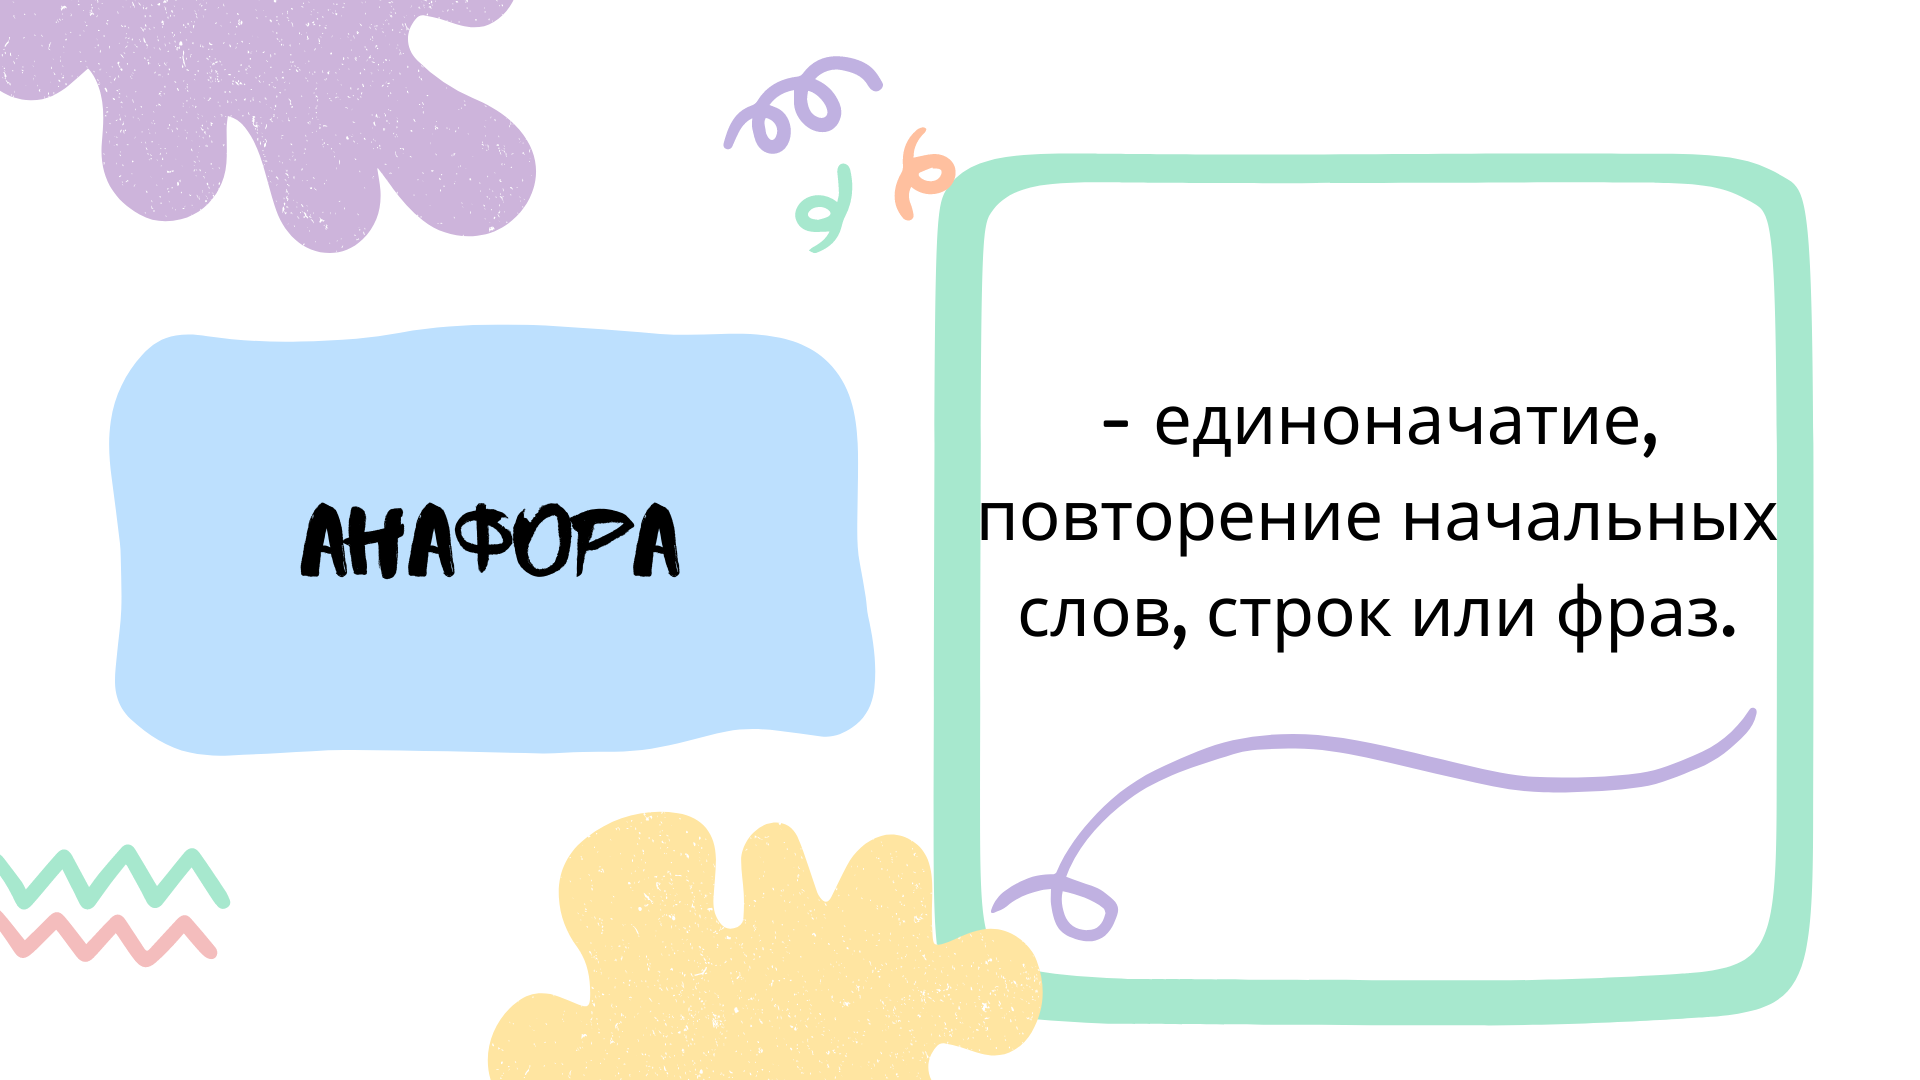 АНАФОРА
- единоначатие,
повторение начальных
слов, строк или фраз.